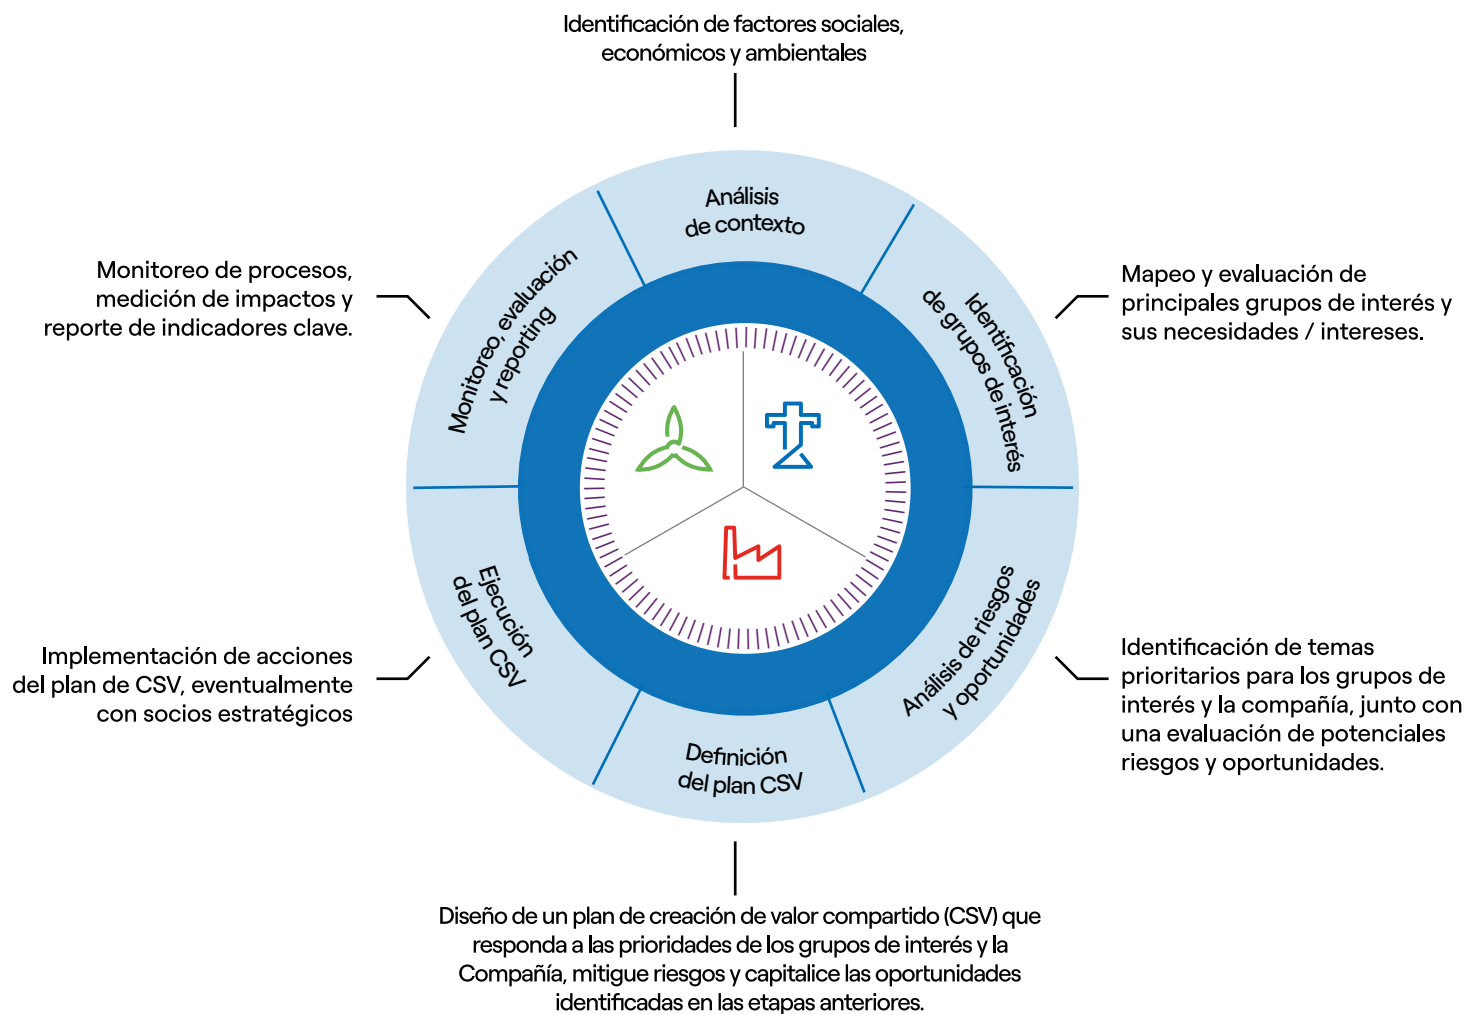 Identificación de factores sociales,
económicos y ambientales
Análisis
de contexto
Identificación
de grupos de interés
Mapeo y evaluación de
principales grupos de interés y
sus necesidades / intereses.
Análisis de riesgos
y oportunidades
Identificación de temas
prioritarios para los grupos de
interés y la compañía, junto con
una evaluación de potenciales
riesgos y oportunidades.
Definición
del plan CSV
Diseño de un plan de creación de valor compartido (CSV) que
responda a las prioridades de los grupos de interés y la
Compañía, mitigue riesgos y capitalice las oportunidades
identificadas en las etapas anteriores.
Ejecución
del plan CSV
Implementación de acciones
del plan de CSV, eventualmente
con socios estratégicos
Monitoreo, evaluación
y reporting
Monitoreo de procesos,
medición de impactos y
reporte de indicadores clave.